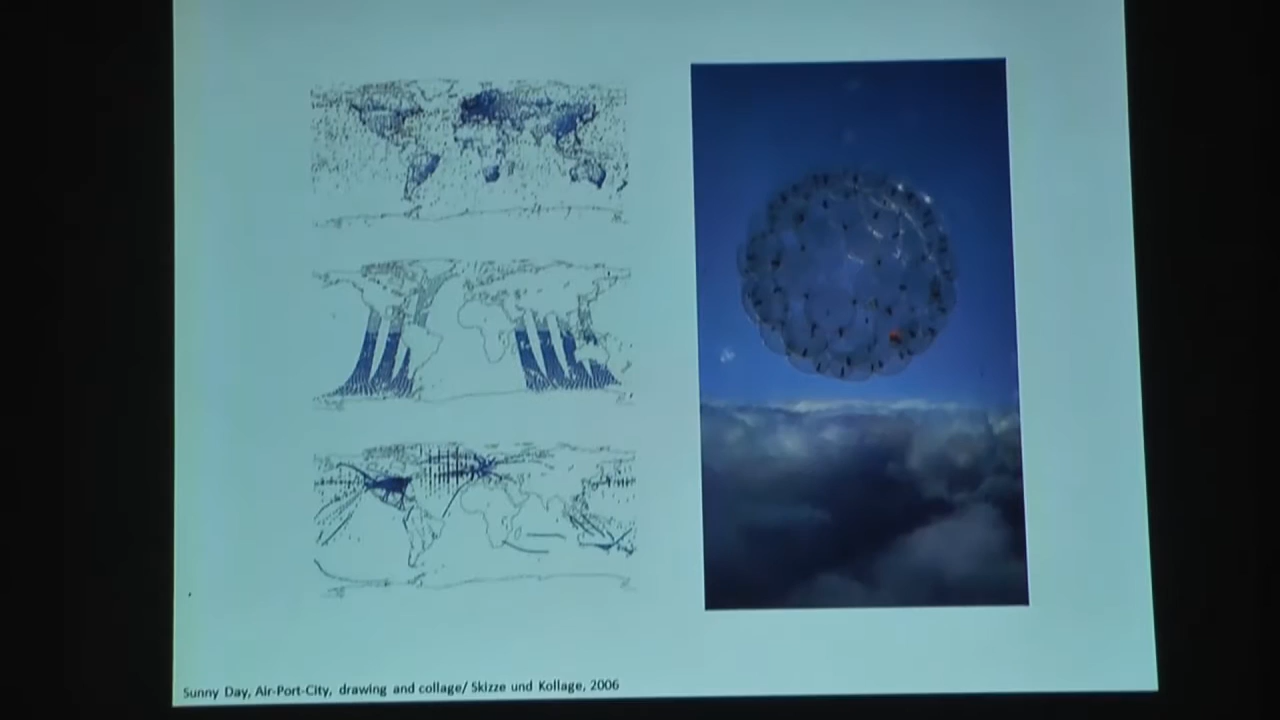 Sunny Day, Air-Port-City, drawing and collage/ Skizze und Kollage, 2006